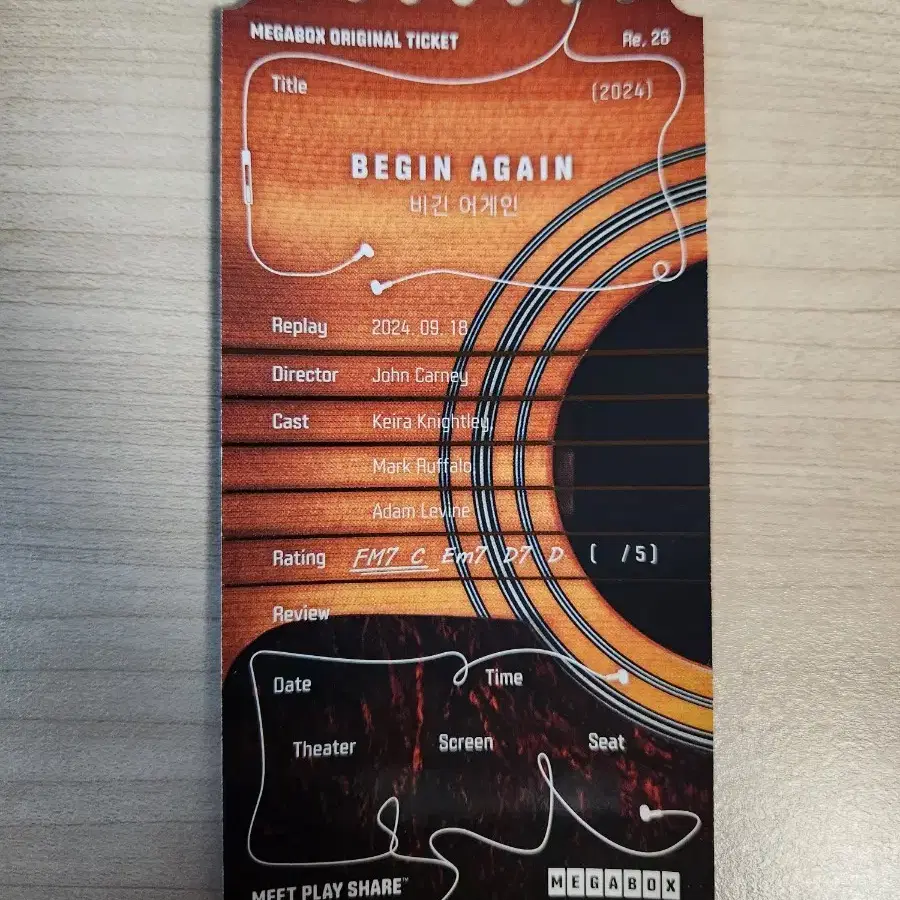 MEGABOX ORIGINAL TICKET Re. 26
Title (2024)
BEGIN AGAIN
비긴 어게인
Replay 2024. 09. 18
Director John Carney
Cast Keira Knightley,
Mark Ruffalo,
Adam Levine
Rating FM7 C Em7 D7 D ( /5)
Review
Date Time
Theater Screen Seat
MEET PLAY SHARE™ MEGABOX